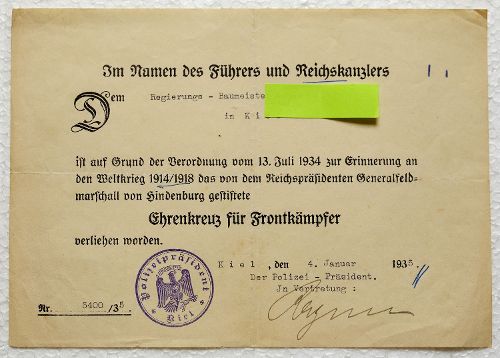 Im Namen des Führers und Reichskanzlers
Dem Regierungs - Baumeiste
in Ki
ist auf Grund der Verordnung vom 13. Juli 1934 zur Erinnerung an
den Weltkrieg 1914/1918 das von dem Reichspräsidenten Generalfeld-
marschall von Hindenburg gestiftete
Ehrenkreuz für Frontkämpfer
verliehen worden.
Kiel, den 4. Januar 1935.
Der Polizei - Präsident.
In Vertretung :
Nr. 5400 /35.
Polizeipräsident
Kiel